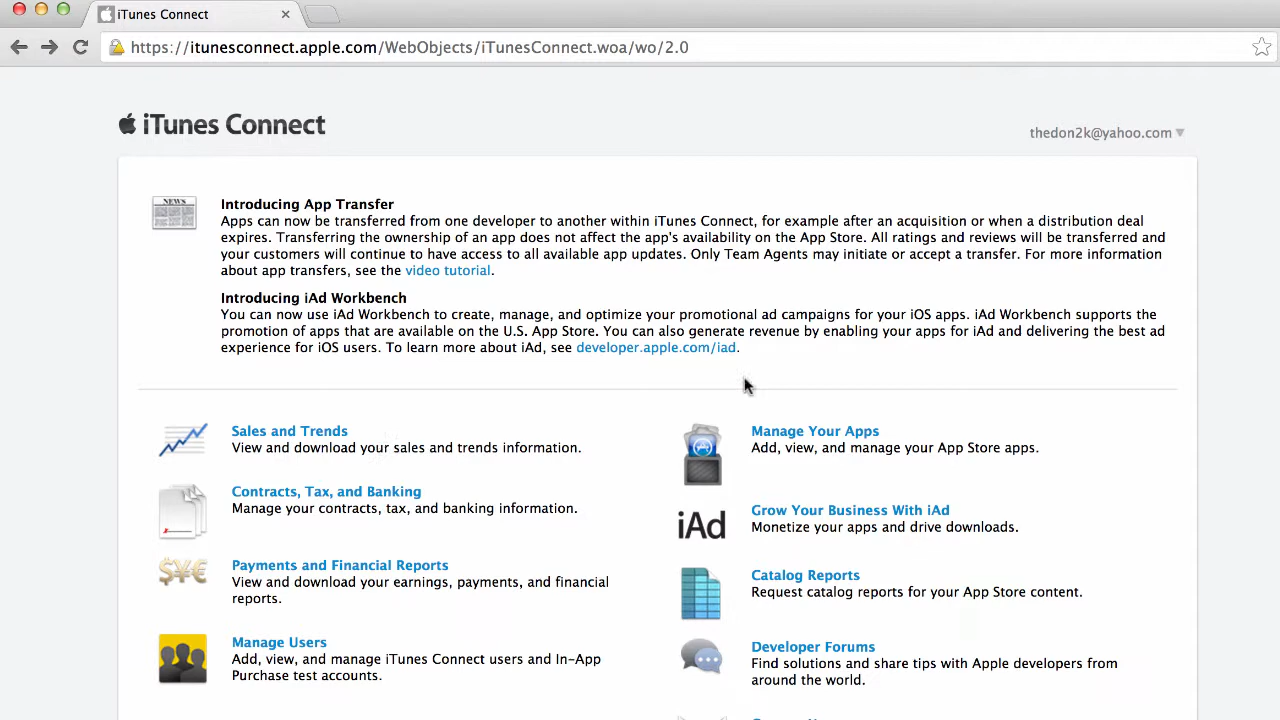 iTunes Connect
https://itunesconnect.apple.com/WebObjects/iTunesConnect.woa/wo/2.0
iTunes Connect
thedon2k@yahoo.com
NEWS
Introducing App Transfer
Apps can now be transferred from one developer to another within iTunes Connect, for example after an acquisition or when a distribution deal
expires. Transferring the ownership of an app does not affect the app's availability on the App Store. All ratings and reviews will be transferred and
your customers will continue to have access to all available app updates. Only Team Agents may initiate or accept a transfer. For more information
about app transfers, see the video tutorial.
Introducing iAd Workbench
You can now use iAd Workbench to create, manage, and optimize your promotional ad campaigns for your iOS apps. iAd Workbench supports the
promotion of apps that are available on the U.S. App Store. You can also generate revenue by enabling your apps for iAd and delivering the best ad
experience for iOS users. To learn more about iAd, see developer.apple.com/iad.
Sales and Trends
View and download your sales and trends information.
Contracts, Tax, and Banking
Manage your contracts, tax, and banking information.
$¥€
Payments and Financial Reports
View and download your earnings, payments, and financial
reports.
Manage Users
Add, view, and manage iTunes Connect users and In-App
Purchase test accounts.
Manage Your Apps
Add, view, and manage your App Store apps.
iAd
Grow Your Business With iAd
Monetize your apps and drive downloads.
Catalog Reports
Request catalog reports for your App Store content.
Developer Forums
Find solutions and share tips with Apple developers from
around the world.